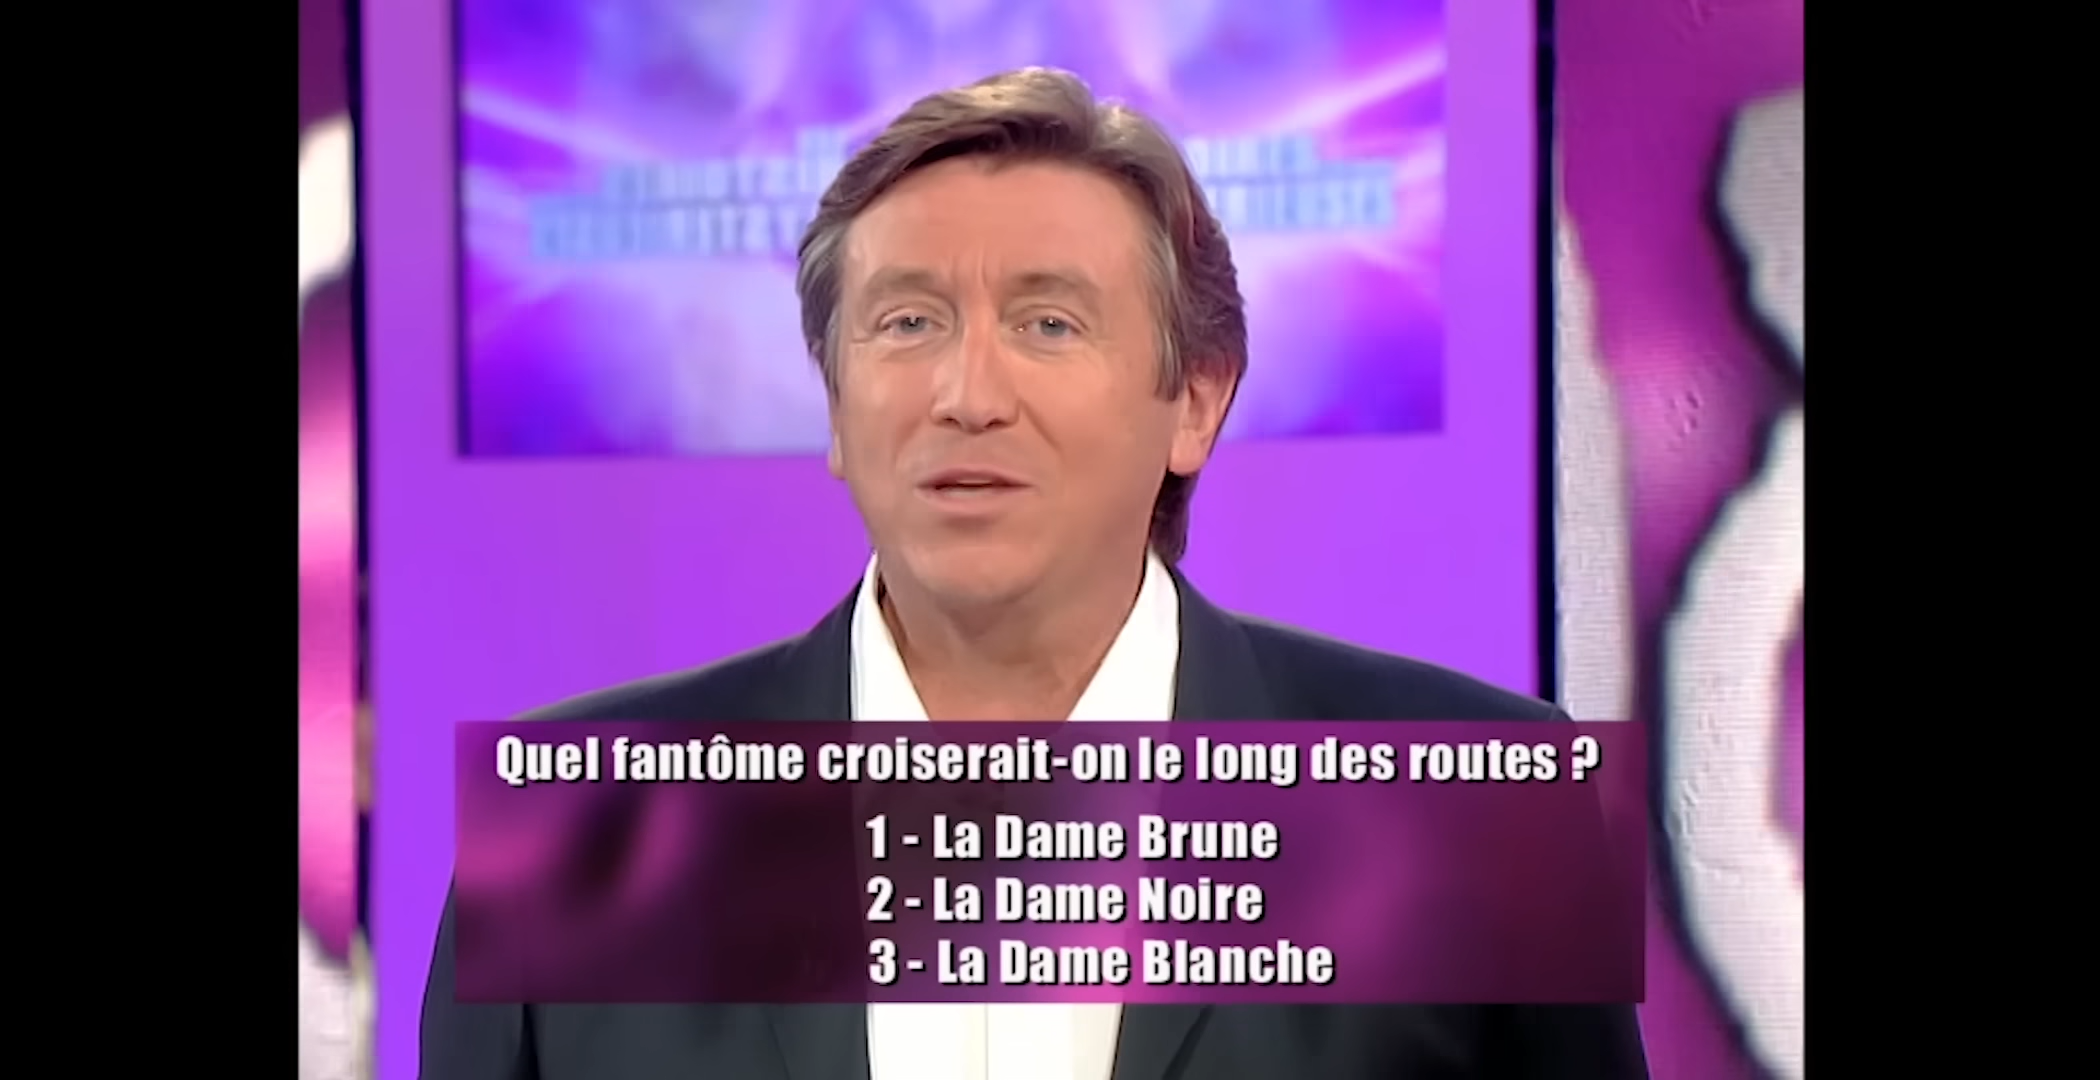 Quel fantôme croiserait-on le long des routes ?
1 - La Dame Brune
2 - La Dame Noire
3 - La Dame Blanche